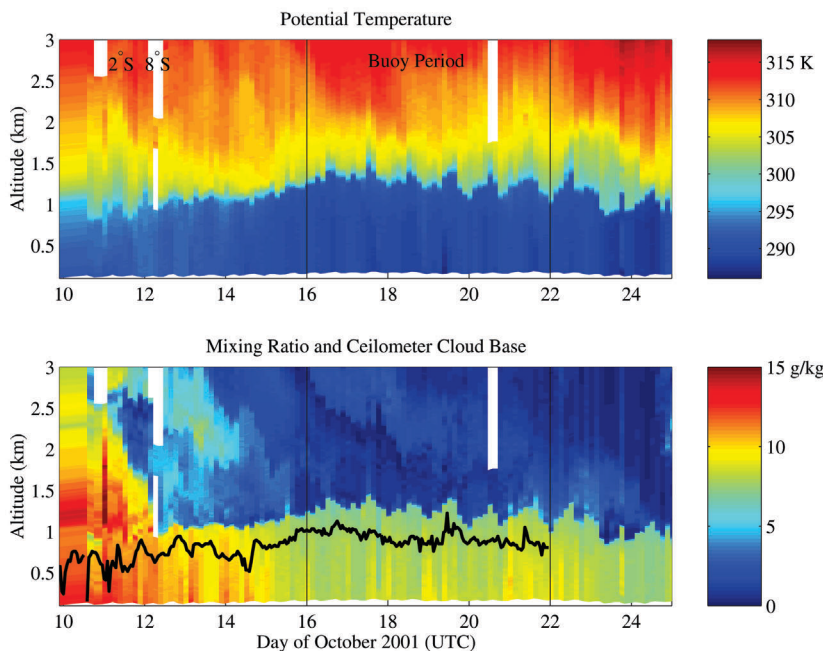 Potential Temperature
3
2.5
2
1.5
1
0.5
Altitude (km)
2°S 8°S
Buoy Period
10 12 14 16 18 20 22 24
315 K
310
305
300
295
290
Mixing Ratio and Ceilometer Cloud Base
3
2.5
2
1.5
1
0.5
Altitude (km)
10 12 14 16 18 20 22 24
Day of October 2001 (UTC)
15 g/kg
10
5
0